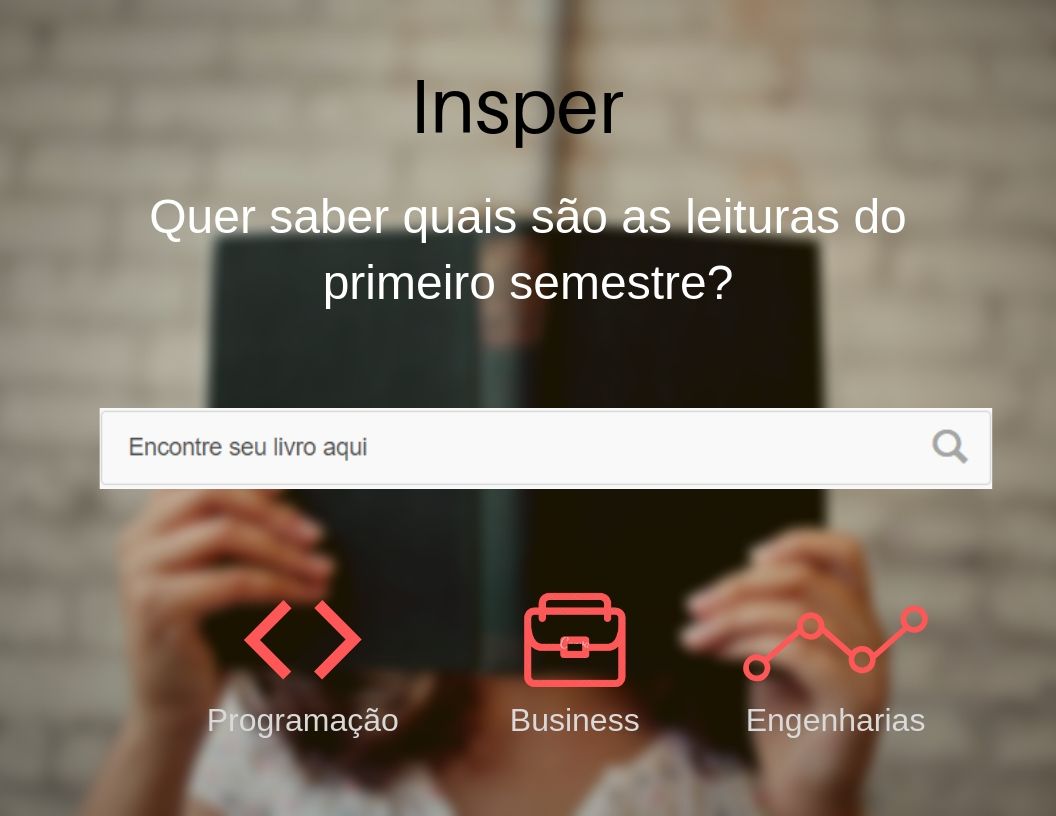 Insper
Quer saber quais são as leituras do
primeiro semestre?
Encontre seu livro aqui
Programação
Business
Engenharias